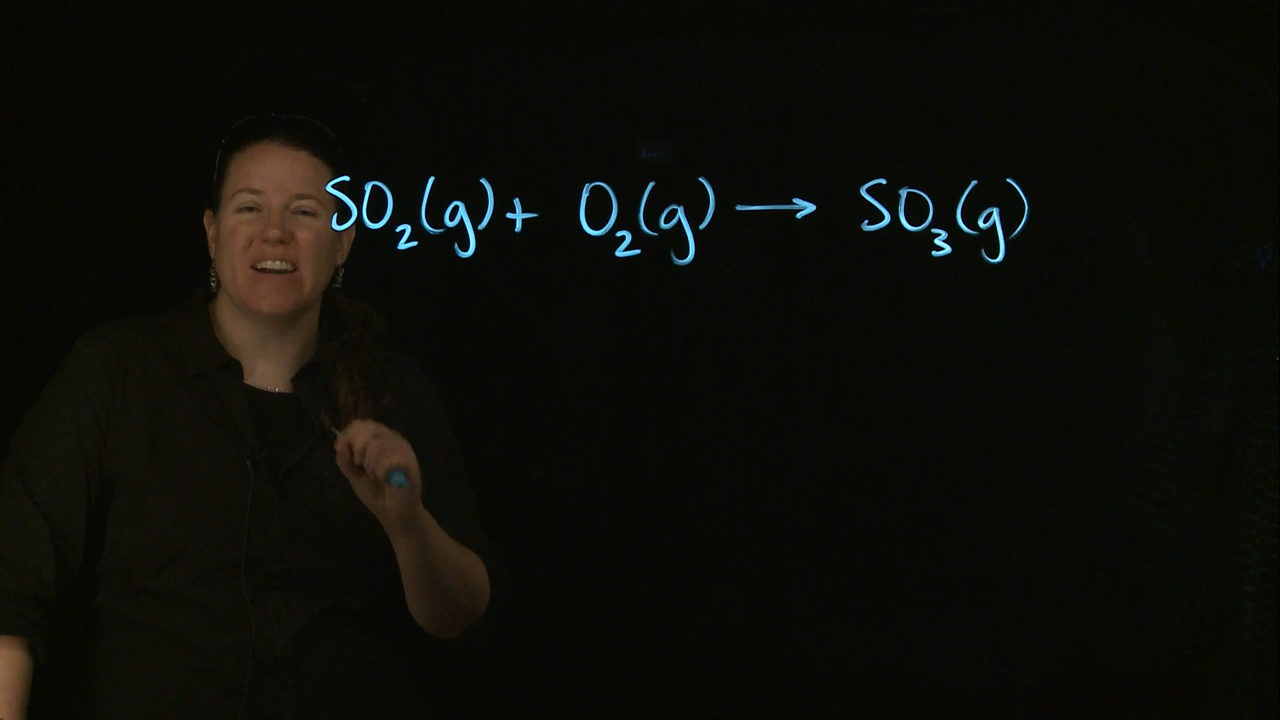 SO₂(g) + O₂(g) ⟶ SO₃(g)